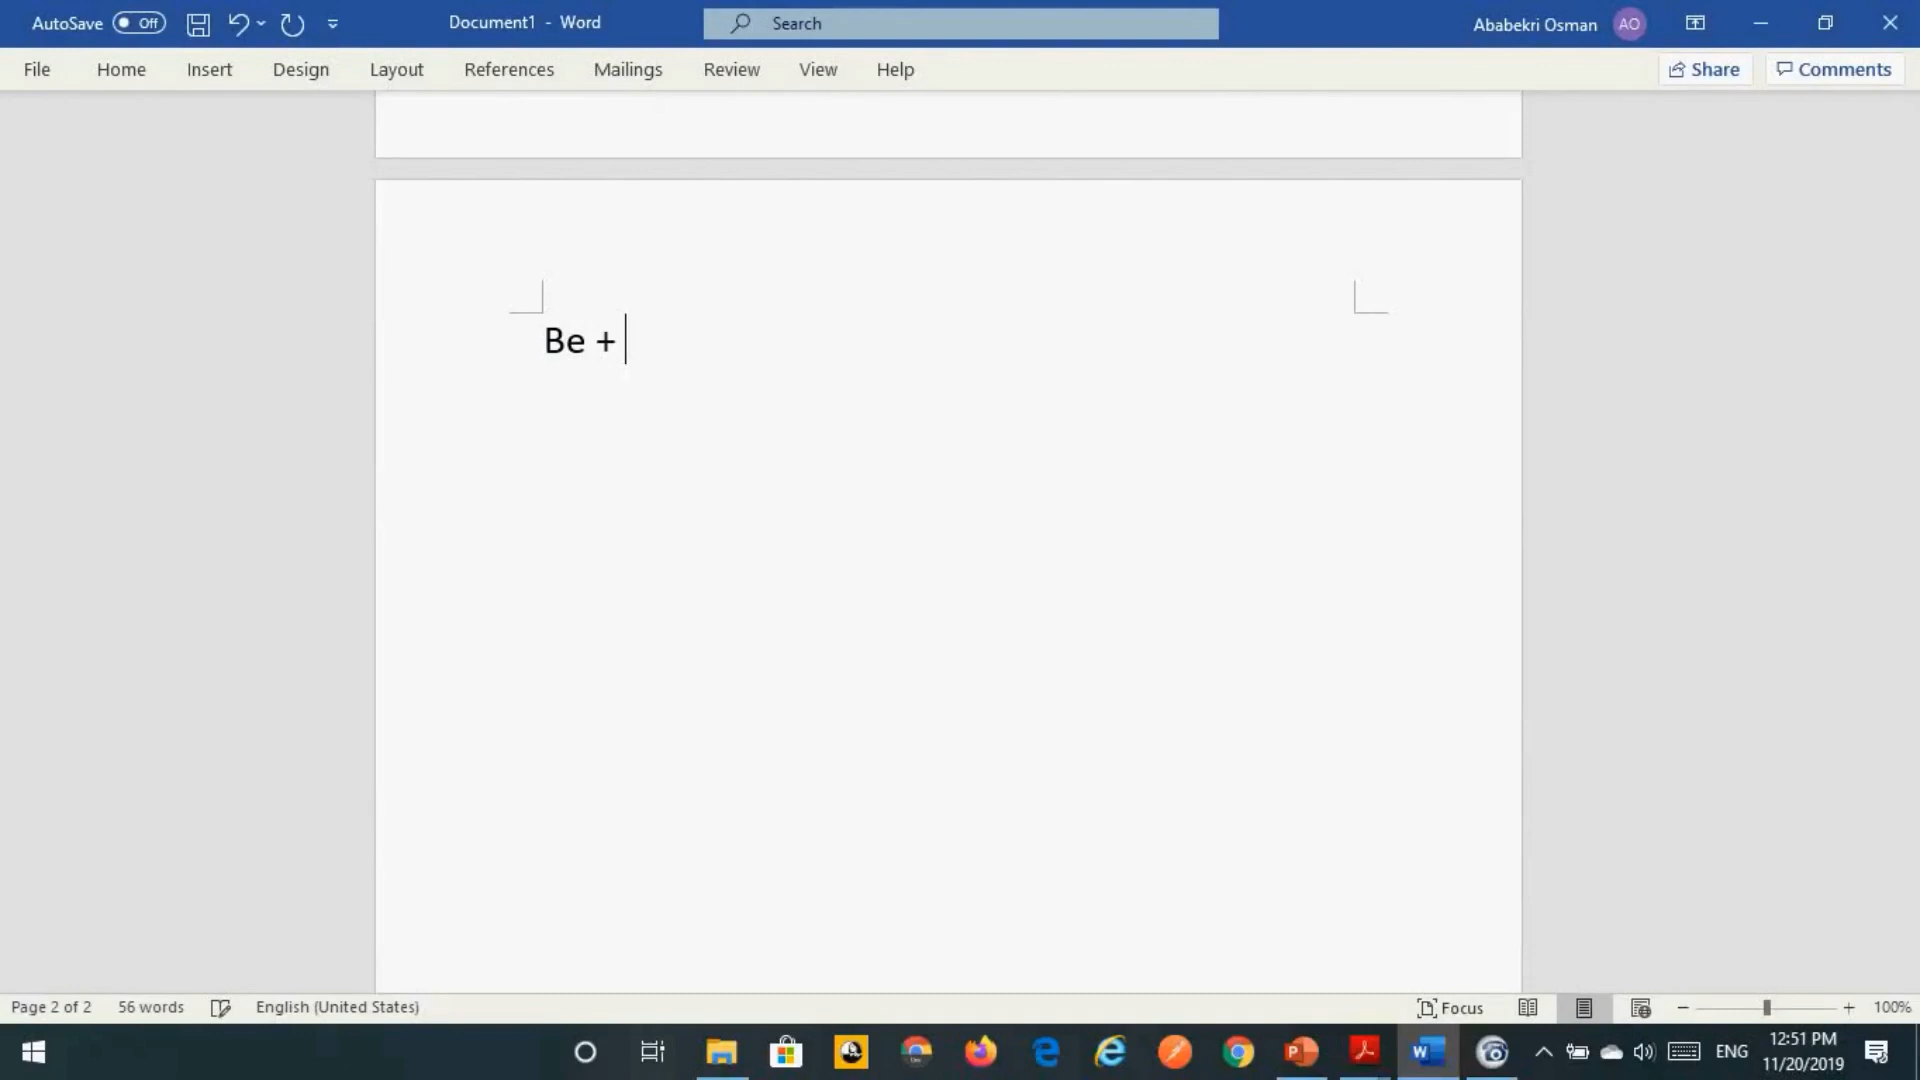 AutoSave Off Document1 - Word Search Ababekri Osman AO
File Home Insert Design Layout References Mailings Review View Help Share Comments
Be +
Page 2 of 2 56 words English (United States) Focus 100%
ENG 12:51 PM
11/20/2019